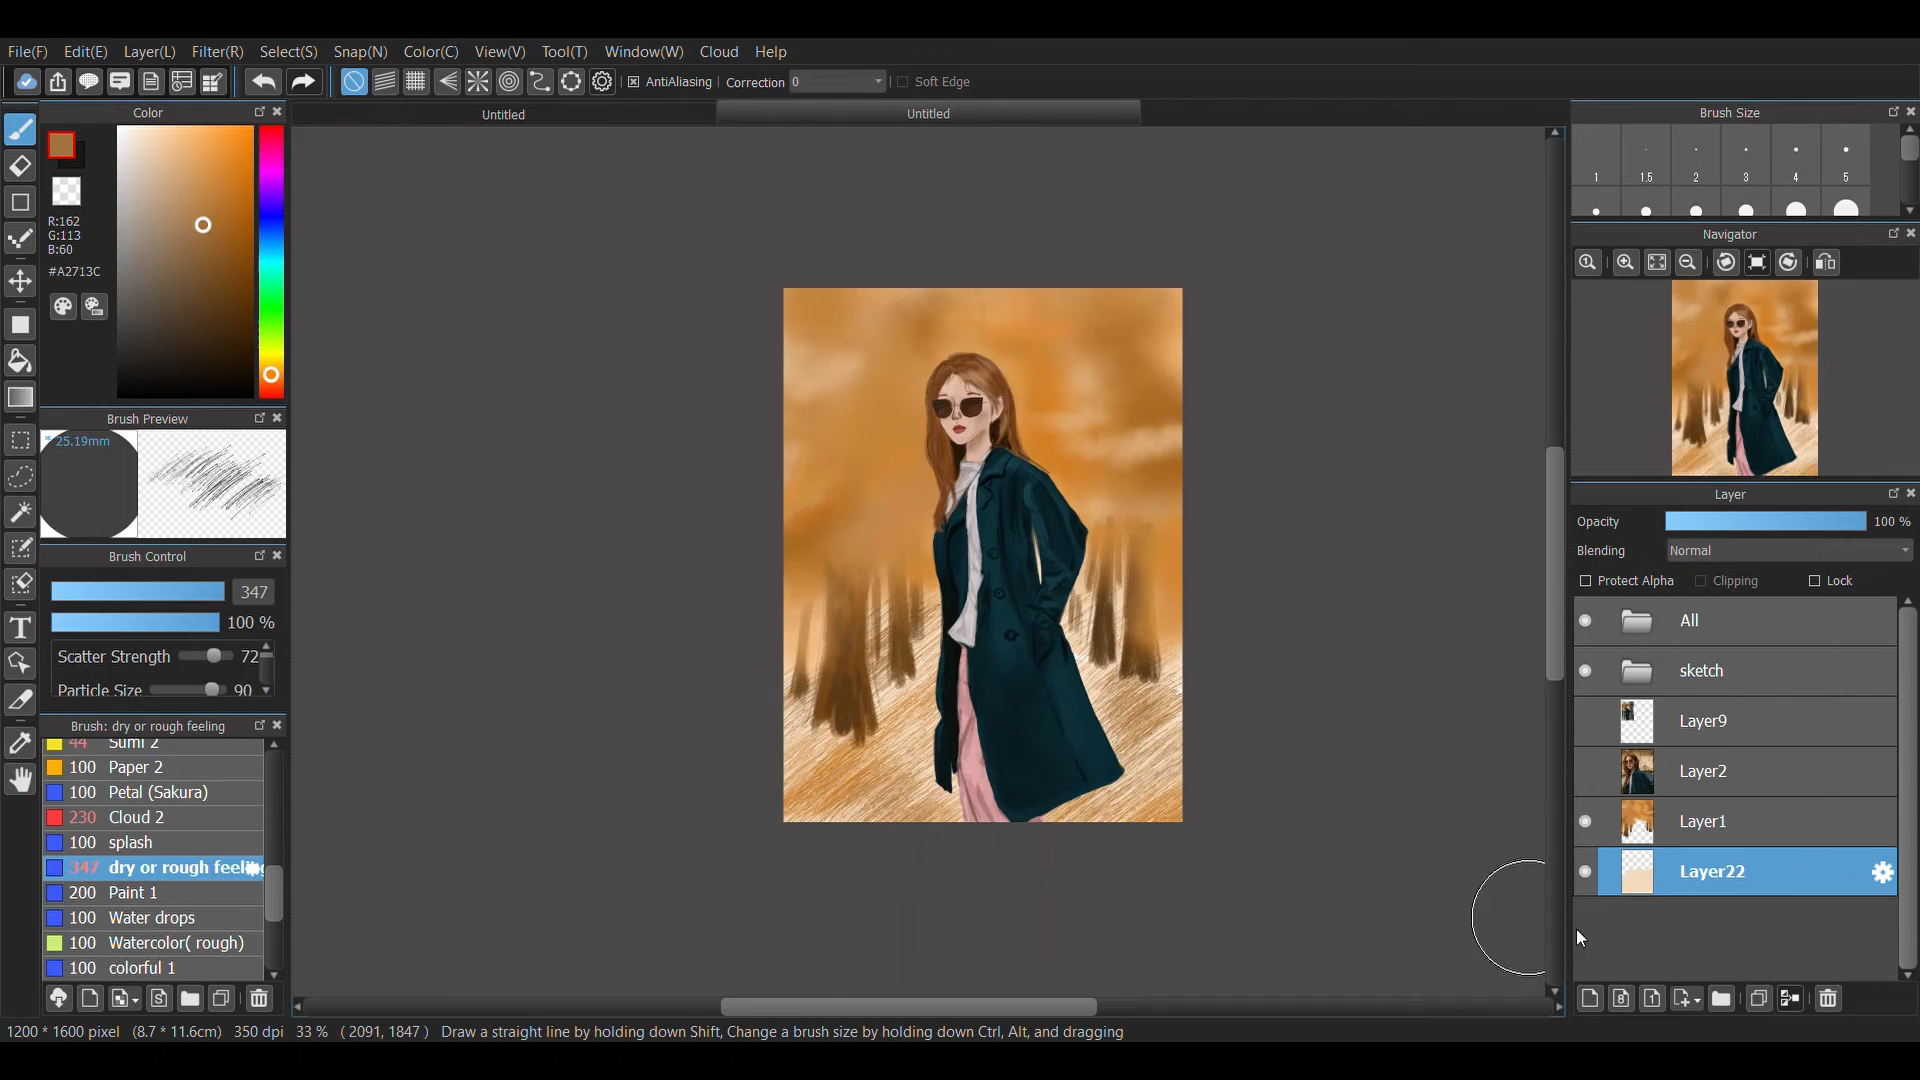 File(F) Edit(E) Layer(L) Filter(R) Select(S) Snap(N) Color(C) View(V) Tool(T) Window(W) Cloud Help
AntiAliasing Correction 0 Soft Edge
Color
R:162
G:113
B:60
#A2713C
Brush Preview
* 25.19mm
Brush Control
347
100 %
Scatter Strength 72
Particle Size 90
Brush: dry or rough feeling
44 Sumi 2
100 Paper 2
100 Petal (Sakura)
230 Cloud 2
100 splash
347 dry or rough feeling
200 Paint 1
100 Water drops
100 Watercolor( rough)
100 colorful 1
Untitled Untitled
Brush Size
1 1.5 2 3 4 5
Navigator
Layer
Opacity 100 %
Blending Normal
Protect Alpha Clipping Lock
All
sketch
Layer9
Layer2
Layer1
Layer22
1200 * 1600 pixel (8.7 * 11.6cm) 350 dpi 33 % ( 2091, 1847 ) Draw a straight line by holding down Shift, Change a brush size by holding down Ctrl, Alt, and dragging